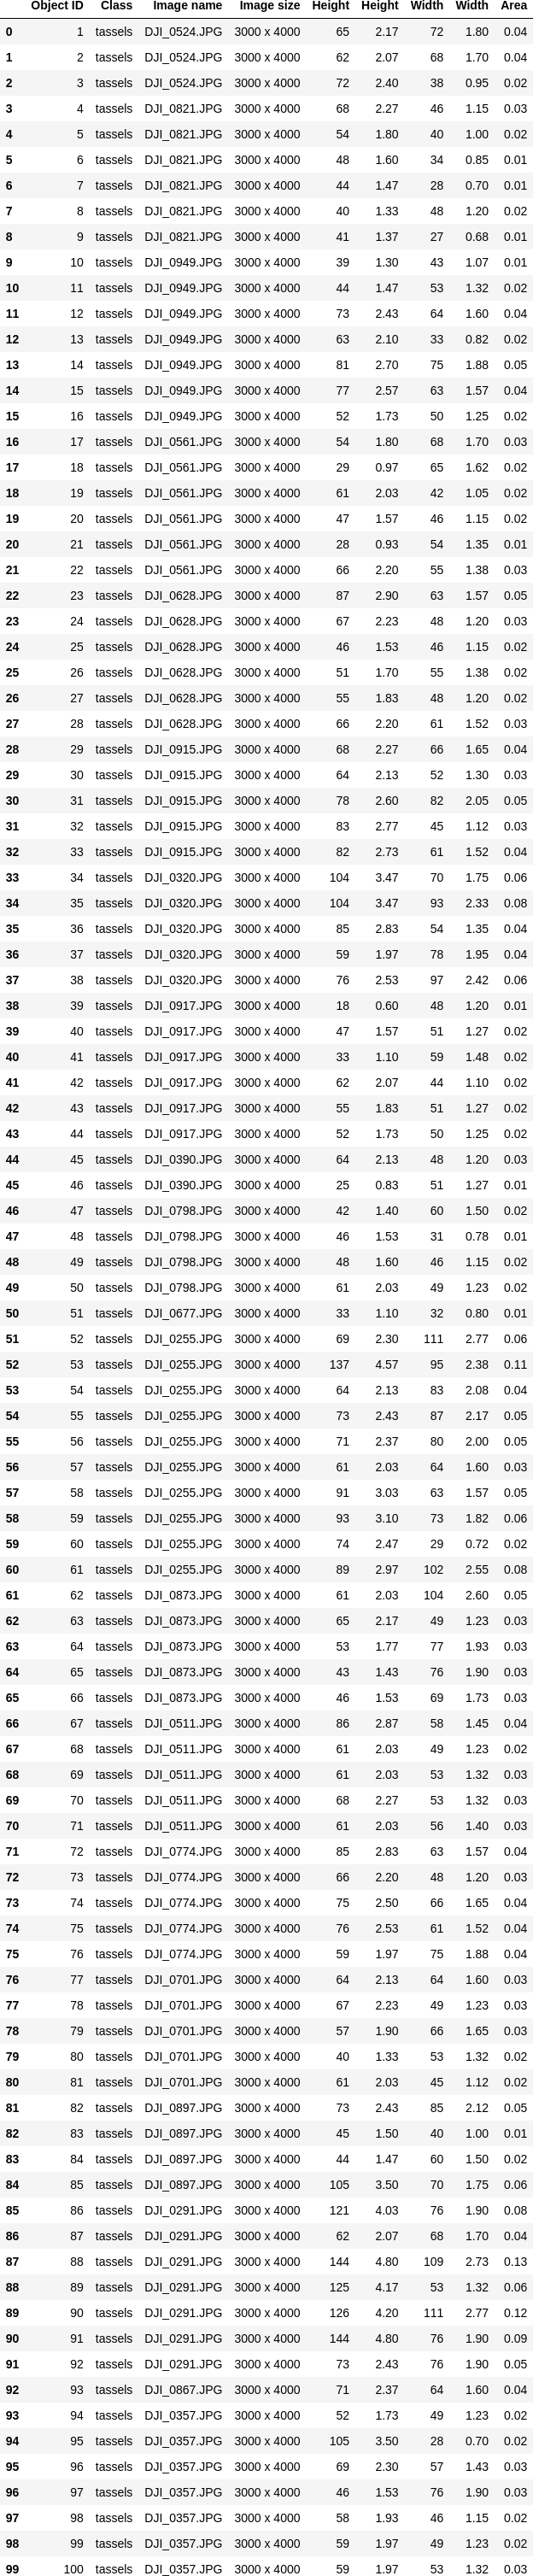 Object ID Class Image name Image size Height Height Width Width Area
0 1 tassels DJI_0524.JPG 3000 x 4000 65 2.17 72 1.80 0.04
1 2 tassels DJI_0524.JPG 3000 x 4000 62 2.07 68 1.70 0.04
2 3 tassels DJI_0524.JPG 3000 x 4000 72 2.40 38 0.95 0.02
3 4 tassels DJI_0821.JPG 3000 x 4000 68 2.27 46 1.15 0.03
4 5 tassels DJI_0821.JPG 3000 x 4000 54 1.80 40 1.00 0.02
5 6 tassels DJI_0821.JPG 3000 x 4000 48 1.60 34 0.85 0.01
6 7 tassels DJI_0821.JPG 3000 x 4000 44 1.47 28 0.70 0.01
7 8 tassels DJI_0821.JPG 3000 x 4000 40 1.33 48 1.20 0.02
8 9 tassels DJI_0821.JPG 3000 x 4000 41 1.37 27 0.68 0.01
9 10 tassels DJI_0949.JPG 3000 x 4000 39 1.30 43 1.07 0.01
10 11 tassels DJI_0949.JPG 3000 x 4000 44 1.47 53 1.32 0.02
11 12 tassels DJI_0949.JPG 3000 x 4000 73 2.43 64 1.60 0.04
12 13 tassels DJI_0949.JPG 3000 x 4000 63 2.10 33 0.82 0.02
13 14 tassels DJI_0949.JPG 3000 x 4000 81 2.70 75 1.88 0.05
14 15 tassels DJI_0949.JPG 3000 x 4000 77 2.57 63 1.57 0.04
15 16 tassels DJI_0949.JPG 3000 x 4000 52 1.73 50 1.25 0.02
16 17 tassels DJI_0561.JPG 3000 x 4000 54 1.80 68 1.70 0.03
17 18 tassels DJI_0561.JPG 3000 x 4000 29 0.97 65 1.62 0.02
18 19 tassels DJI_0561.JPG 3000 x 4000 61 2.03 42 1.05 0.02
19 20 tassels DJI_0561.JPG 3000 x 4000 47 1.57 46 1.15 0.02
20 21 tassels DJI_0561.JPG 3000 x 4000 28 0.93 54 1.35 0.01
21 22 tassels DJI_0561.JPG 3000 x 4000 66 2.20 55 1.38 0.03
22 23 tassels DJI_0628.JPG 3000 x 4000 87 2.90 63 1.57 0.05
23 24 tassels DJI_0628.JPG 3000 x 4000 67 2.23 48 1.20 0.03
24 25 tassels DJI_0628.JPG 3000 x 4000 46 1.53 46 1.15 0.02
25 26 tassels DJI_0628.JPG 3000 x 4000 51 1.70 55 1.38 0.02
26 27 tassels DJI_0628.JPG 3000 x 4000 55 1.83 48 1.20 0.02
27 28 tassels DJI_0628.JPG 3000 x 4000 66 2.20 61 1.52 0.03
28 29 tassels DJI_0915.JPG 3000 x 4000 68 2.27 66 1.65 0.04
29 30 tassels DJI_0915.JPG 3000 x 4000 64 2.13 52 1.30 0.03
30 31 tassels DJI_0915.JPG 3000 x 4000 78 2.60 82 2.05 0.05
31 32 tassels DJI_0915.JPG 3000 x 4000 83 2.77 45 1.12 0.03
32 33 tassels DJI_0915.JPG 3000 x 4000 82 2.73 61 1.52 0.04
33 34 tassels DJI_0320.JPG 3000 x 4000 104 3.47 70 1.75 0.06
34 35 tassels DJI_0320.JPG 3000 x 4000 104 3.47 93 2.33 0.08
35 36 tassels DJI_0320.JPG 3000 x 4000 85 2.83 54 1.35 0.04
36 37 tassels DJI_0320.JPG 3000 x 4000 59 1.97 78 1.95 0.04
37 38 tassels DJI_0320.JPG 3000 x 4000 76 2.53 97 2.42 0.06
38 39 tassels DJI_0917.JPG 3000 x 4000 18 0.60 48 1.20 0.01
39 40 tassels DJI_0917.JPG 3000 x 4000 47 1.57 51 1.27 0.02
40 41 tassels DJI_0917.JPG 3000 x 4000 33 1.10 59 1.48 0.02
41 42 tassels DJI_0917.JPG 3000 x 4000 62 2.07 44 1.10 0.02
42 43 tassels DJI_0917.JPG 3000 x 4000 55 1.83 51 1.27 0.02
43 44 tassels DJI_0917.JPG 3000 x 4000 52 1.73 50 1.25 0.02
44 45 tassels DJI_0390.JPG 3000 x 4000 64 2.13 48 1.20 0.03
45 46 tassels DJI_0390.JPG 3000 x 4000 25 0.83 51 1.27 0.01
46 47 tassels DJI_0798.JPG 3000 x 4000 42 1.40 60 1.50 0.02
47 48 tassels DJI_0798.JPG 3000 x 4000 46 1.53 31 0.78 0.01
48 49 tassels DJI_0798.JPG 3000 x 4000 48 1.60 46 1.15 0.02
49 50 tassels DJI_0798.JPG 3000 x 4000 61 2.03 49 1.23 0.02
50 51 tassels DJI_0677.JPG 3000 x 4000 33 1.10 32 0.80 0.01
51 52 tassels DJI_0255.JPG 3000 x 4000 69 2.30 111 2.77 0.06
52 53 tassels DJI_0255.JPG 3000 x 4000 137 4.57 95 2.38 0.11
53 54 tassels DJI_0255.JPG 3000 x 4000 64 2.13 83 2.08 0.04
54 55 tassels DJI_0255.JPG 3000 x 4000 73 2.43 87 2.17 0.05
55 56 tassels DJI_0255.JPG 3000 x 4000 71 2.37 80 2.00 0.05
56 57 tassels DJI_0255.JPG 3000 x 4000 61 2.03 64 1.60 0.03
57 58 tassels DJI_0255.JPG 3000 x 4000 91 3.03 63 1.57 0.05
58 59 tassels DJI_0255.JPG 3000 x 4000 93 3.10 73 1.82 0.06
59 60 tassels DJI_0255.JPG 3000 x 4000 74 2.47 29 0.72 0.02
60 61 tassels DJI_0255.JPG 3000 x 4000 89 2.97 102 2.55 0.08
61 62 tassels DJI_0873.JPG 3000 x 4000 61 2.03 104 2.60 0.05
62 63 tassels DJI_0873.JPG 3000 x 4000 65 2.17 49 1.23 0.03
63 64 tassels DJI_0873.JPG 3000 x 4000 53 1.77 77 1.93 0.03
64 65 tassels DJI_0873.JPG 3000 x 4000 43 1.43 76 1.90 0.03
65 66 tassels DJI_0873.JPG 3000 x 4000 46 1.53 69 1.73 0.03
66 67 tassels DJI_0511.JPG 3000 x 4000 86 2.87 58 1.45 0.04
67 68 tassels DJI_0511.JPG 3000 x 4000 61 2.03 49 1.23 0.02
68 69 tassels DJI_0511.JPG 3000 x 4000 61 2.03 53 1.32 0.03
69 70 tassels DJI_0511.JPG 3000 x 4000 68 2.27 53 1.32 0.03
70 71 tassels DJI_0511.JPG 3000 x 4000 61 2.03 56 1.40 0.03
71 72 tassels DJI_0774.JPG 3000 x 4000 85 2.83 63 1.57 0.04
72 73 tassels DJI_0774.JPG 3000 x 4000 66 2.20 48 1.20 0.03
73 74 tassels DJI_0774.JPG 3000 x 4000 75 2.50 66 1.65 0.04
74 75 tassels DJI_0774.JPG 3000 x 4000 76 2.53 61 1.52 0.04
75 76 tassels DJI_0774.JPG 3000 x 4000 59 1.97 75 1.88 0.04
76 77 tassels DJI_0701.JPG 3000 x 4000 64 2.13 64 1.60 0.03
77 78 tassels DJI_0701.JPG 3000 x 4000 67 2.23 49 1.23 0.03
78 79 tassels DJI_0701.JPG 3000 x 4000 57 1.90 66 1.65 0.03
79 80 tassels DJI_0701.JPG 3000 x 4000 40 1.33 53 1.32 0.02
80 81 tassels DJI_0701.JPG 3000 x 4000 61 2.03 45 1.12 0.02
81 82 tassels DJI_0897.JPG 3000 x 4000 73 2.43 85 2.12 0.05
82 83 tassels DJI_0897.JPG 3000 x 4000 45 1.50 40 1.00 0.01
83 84 tassels DJI_0897.JPG 3000 x 4000 44 1.47 60 1.50 0.02
84 85 tassels DJI_0897.JPG 3000 x 4000 105 3.50 70 1.75 0.06
85 86 tassels DJI_0291.JPG 3000 x 4000 121 4.03 76 1.90 0.08
86 87 tassels DJI_0291.JPG 3000 x 4000 62 2.07 68 1.70 0.04
87 88 tassels DJI_0291.JPG 3000 x 4000 144 4.80 109 2.73 0.13
88 89 tassels DJI_0291.JPG 3000 x 4000 125 4.17 53 1.32 0.06
89 90 tassels DJI_0291.JPG 3000 x 4000 126 4.20 111 2.77 0.12
90 91 tassels DJI_0291.JPG 3000 x 4000 144 4.80 76 1.90 0.09
91 92 tassels DJI_0291.JPG 3000 x 4000 73 2.43 76 1.90 0.05
92 93 tassels DJI_0867.JPG 3000 x 4000 71 2.37 64 1.60 0.04
93 94 tassels DJI_0357.JPG 3000 x 4000 52 1.73 49 1.23 0.02
94 95 tassels DJI_0357.JPG 3000 x 4000 105 3.50 28 0.70 0.02
95 96 tassels DJI_0357.JPG 3000 x 4000 69 2.30 57 1.43 0.03
96 97 tassels DJI_0357.JPG 3000 x 4000 46 1.53 76 1.90 0.03
97 98 tassels DJI_0357.JPG 3000 x 4000 58 1.93 46 1.15 0.02
98 99 tassels DJI_0357.JPG 3000 x 4000 59 1.97 49 1.23 0.02
99 100 tassels DJI_0357.JPG 3000 x 4000 59 1.97 53 1.32 0.03